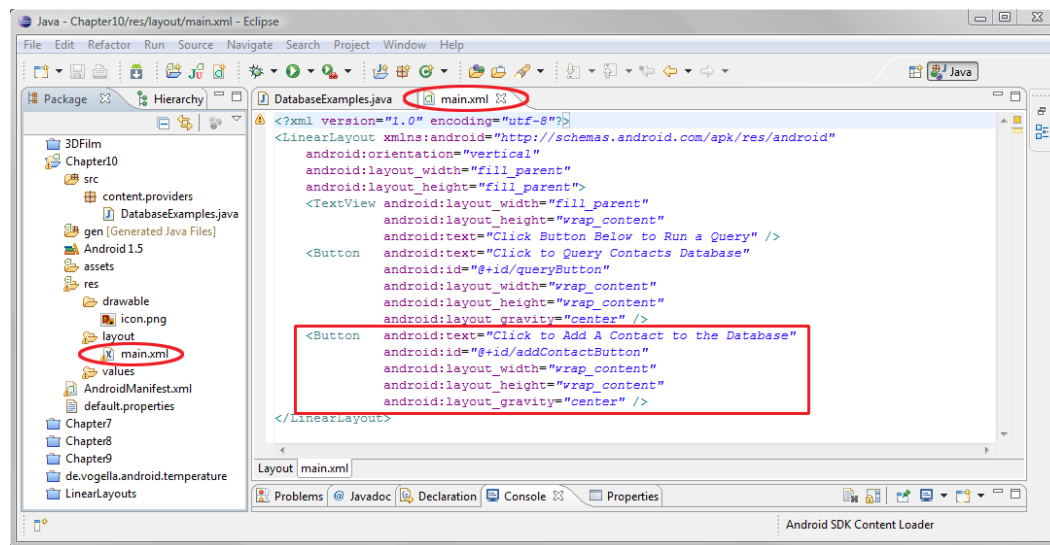 Java - Chapter10/res/layout/main.xml - Eclipse
File Edit Refactor Run Source Navigate Search Project Window Help
Java
Package Hierarchy
DatabaseExamples.java main.xml
3DFilm
Chapter10
src
content.providers
DatabaseExamples.java
gen [Generated Java Files]
Android 1.5
assets
res
drawable
icon.png
layout
main.xml
values
AndroidManifest.xml
default.properties
Chapter7
Chapter8
Chapter9
de.vogella.android.temperature
LinearLayouts
<?xml version="1.0" encoding="utf-8"?>
<LinearLayout xmlns:android="http://schemas.android.com/apk/res/android"
android:orientation="vertical"
android:layout_width="fill_parent"
android:layout_height="fill_parent">
<TextView android:layout_width="fill_parent"
android:layout_height="wrap_content"
android:text="Click Button Below to Run a Query" />
<Button android:text="Click to Query Contacts Database"
android:id="@+id/queryButton"
android:layout_width="wrap_content"
android:layout_height="wrap_content"
android:layout_gravity="center" />
<Button android:text="Click to Add A Contact to the Database"
android:id="@+id/addContactButton"
android:layout_width="wrap_content"
android:layout_height="wrap_content"
android:layout_gravity="center" />
</LinearLayout>
Layout main.xml
Problems @ Javadoc Declaration Console Properties
Android SDK Content Loader